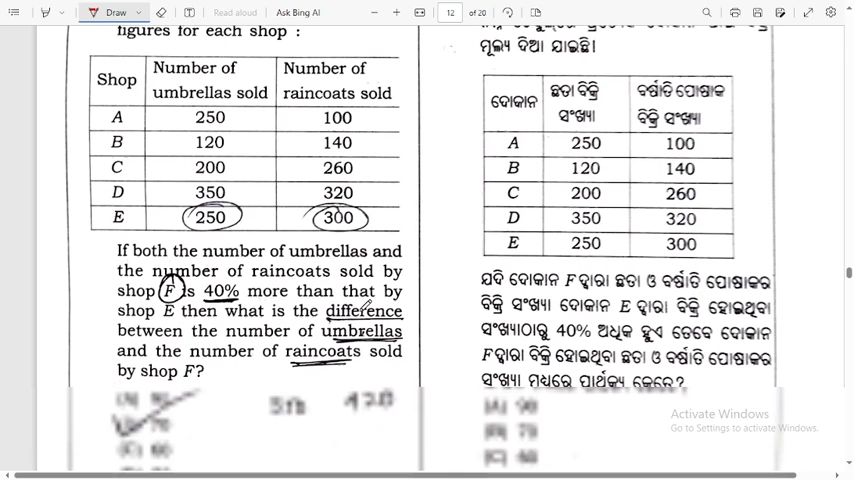 Draw
Read aloud
Ask Bing AI
12
of 20
figures for each shop :
Shop
Number of umbrellas sold
Number of raincoats sold
A 250 100
B 120 140
C 200 260
D 350 320
E 250 300
If both the number of umbrellas and
the number of raincoats sold by
shop F is 40% more than that by
shop E then what is the difference
between the number of umbrellas
and the number of raincoats sold
by shop F?
ମୂଲ୍ୟ ଦିଆ ଯାଇଛି।
ଦୋକାନ
ଛତା ବିକ୍ରି ସଂଖ୍ୟା
ବର୍ଷାତି ପୋଷାକ ବିକ୍ରି ସଂଖ୍ୟା
A 250 100
B 120 140
C 200 260
D 350 320
E 250 300
ଯଦି ଦୋକାନ F ଦ୍ୱାରା ଛତା ଓ ବର୍ଷାତି ପୋଷାକର
ବିକ୍ରି ସଂଖ୍ୟା ଦୋକାନ E ଦ୍ୱାରା ବିକ୍ରି ହୋଇଥିବା
ସଂଖ୍ୟାଠାରୁ 40% ଅଧିକ ହୁଏ ତେବେ ଦୋକାନ
F ଦ୍ୱାରା ବିକ୍ରି ହୋଇଥିବା ଛତା ଓ ବର୍ଷାତି ପୋଷାକର
ସଂଖ୍ୟା ମଧ୍ୟରେ ପାର୍ଥକ୍ୟ କେତେ?
Activate Windows
Go to Settings to activate Windows.